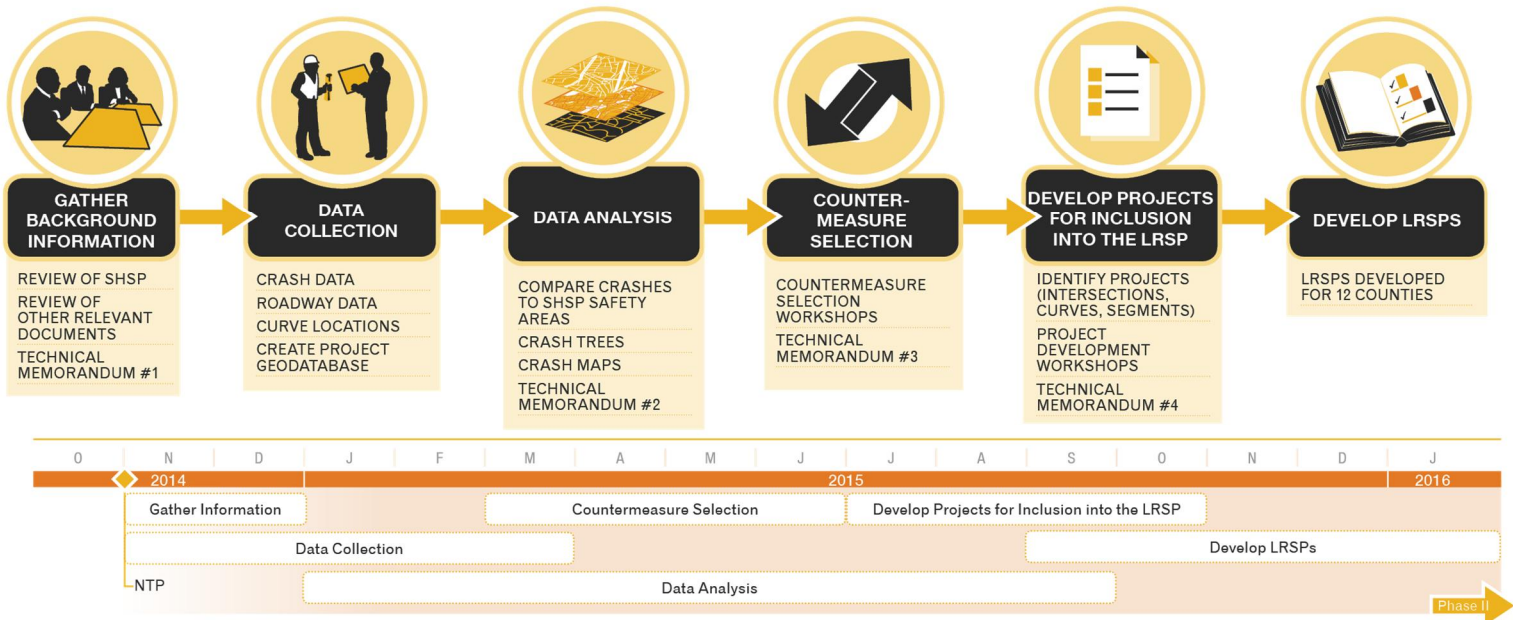 GATHER
BACKGROUND
INFORMATION
REVIEW OF SHSP
REVIEW OF
OTHER RELEVANT
DOCUMENTS
TECHNICAL
MEMORANDUM #1
DATA
COLLECTION
CRASH DATA
ROADWAY DATA
CURVE LOCATIONS
CREATE PROJECT
GEODATABASE
DATA ANALYSIS
COMPARE CRASHES
TO SHSP SAFETY
AREAS
CRASH TREES
CRASH MAPS
TECHNICAL
MEMORANDUM #2
COUNTER-
MEASURE
SELECTION
COUNTERMEASURE
SELECTION
WORKSHOPS
TECHNICAL
MEMORANDUM #3
DEVELOP PROJECTS
FOR INCLUSION
INTO THE LRSP
IDENTIFY PROJECTS
(INTERSECTIONS,
CURVES, SEGMENTS)
PROJECT
DEVELOPMENT
WORKSHOPS
TECHNICAL
MEMORANDUM #4
DEVELOP LRSPS
LRSPS DEVELOPED
FOR 12 COUNTIES
O N D J F M A M J J A S O N D J
2014 2015 2016
Gather Information Countermeasure Selection Develop Projects for Inclusion into the LRSP
Data Collection Develop LRSPs
NTP Data Analysis
Phase II